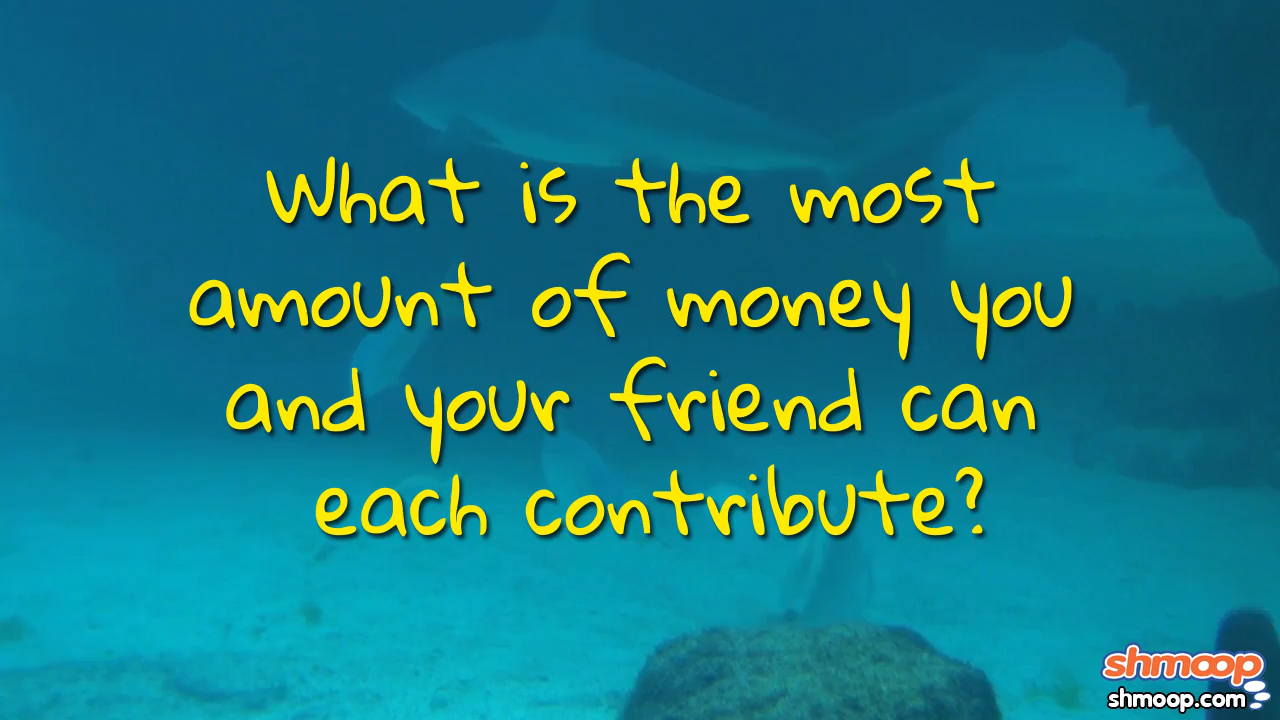 What is the most
amount of money you
and your friend can
each contribute?
shmoop
shmoop.com